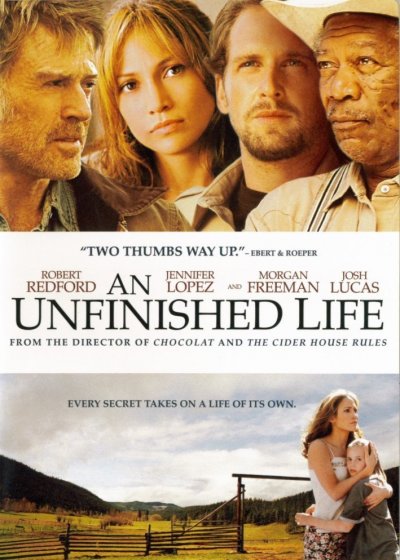 "TWO THUMBS WAY UP." – EBERT & ROEPER
ROBERT REDFORD JENNIFER LOPEZ AND MORGAN FREEMAN JOSH LUCAS
AN
UNFINISHED LIFE
FROM THE DIRECTOR OF CHOCOLAT AND THE CIDER HOUSE RULES
EVERY SECRET TAKES ON A LIFE OF ITS OWN.